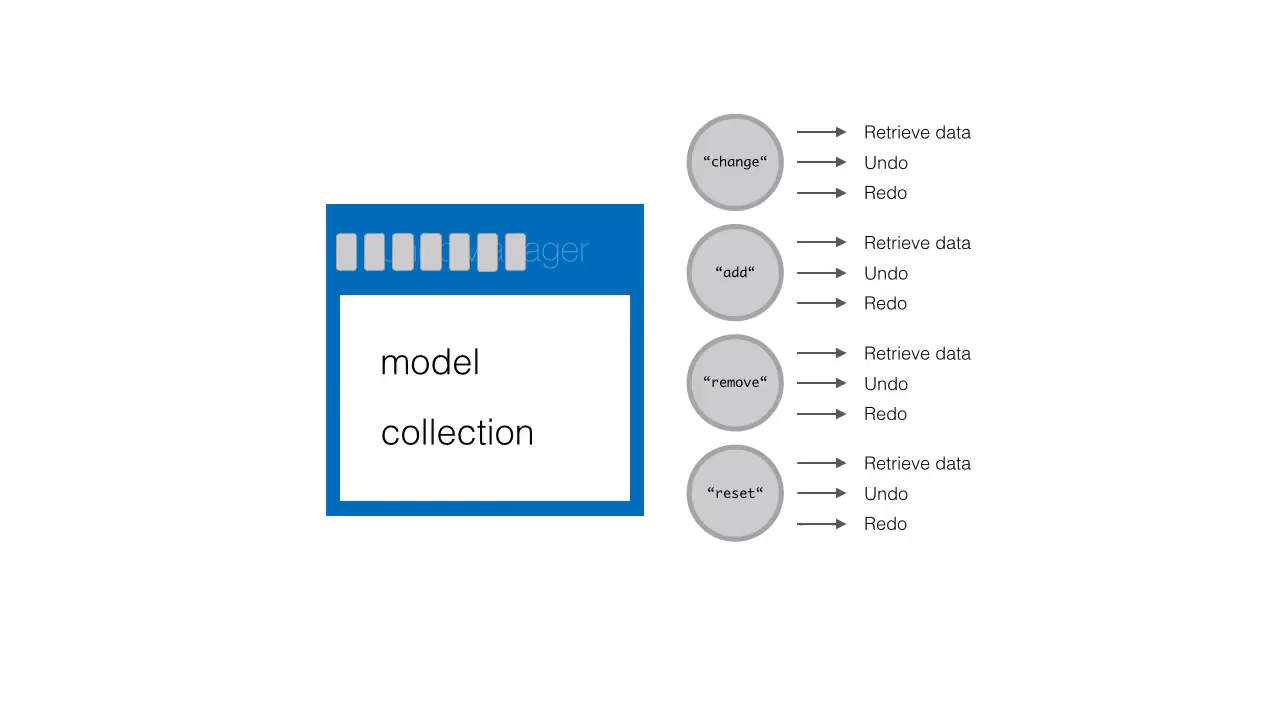 model
collection
“change“
Retrieve data
Undo
Redo
“add“
Retrieve data
Undo
Redo
“remove“
Retrieve data
Undo
Redo
“reset“
Retrieve data
Undo
Redo